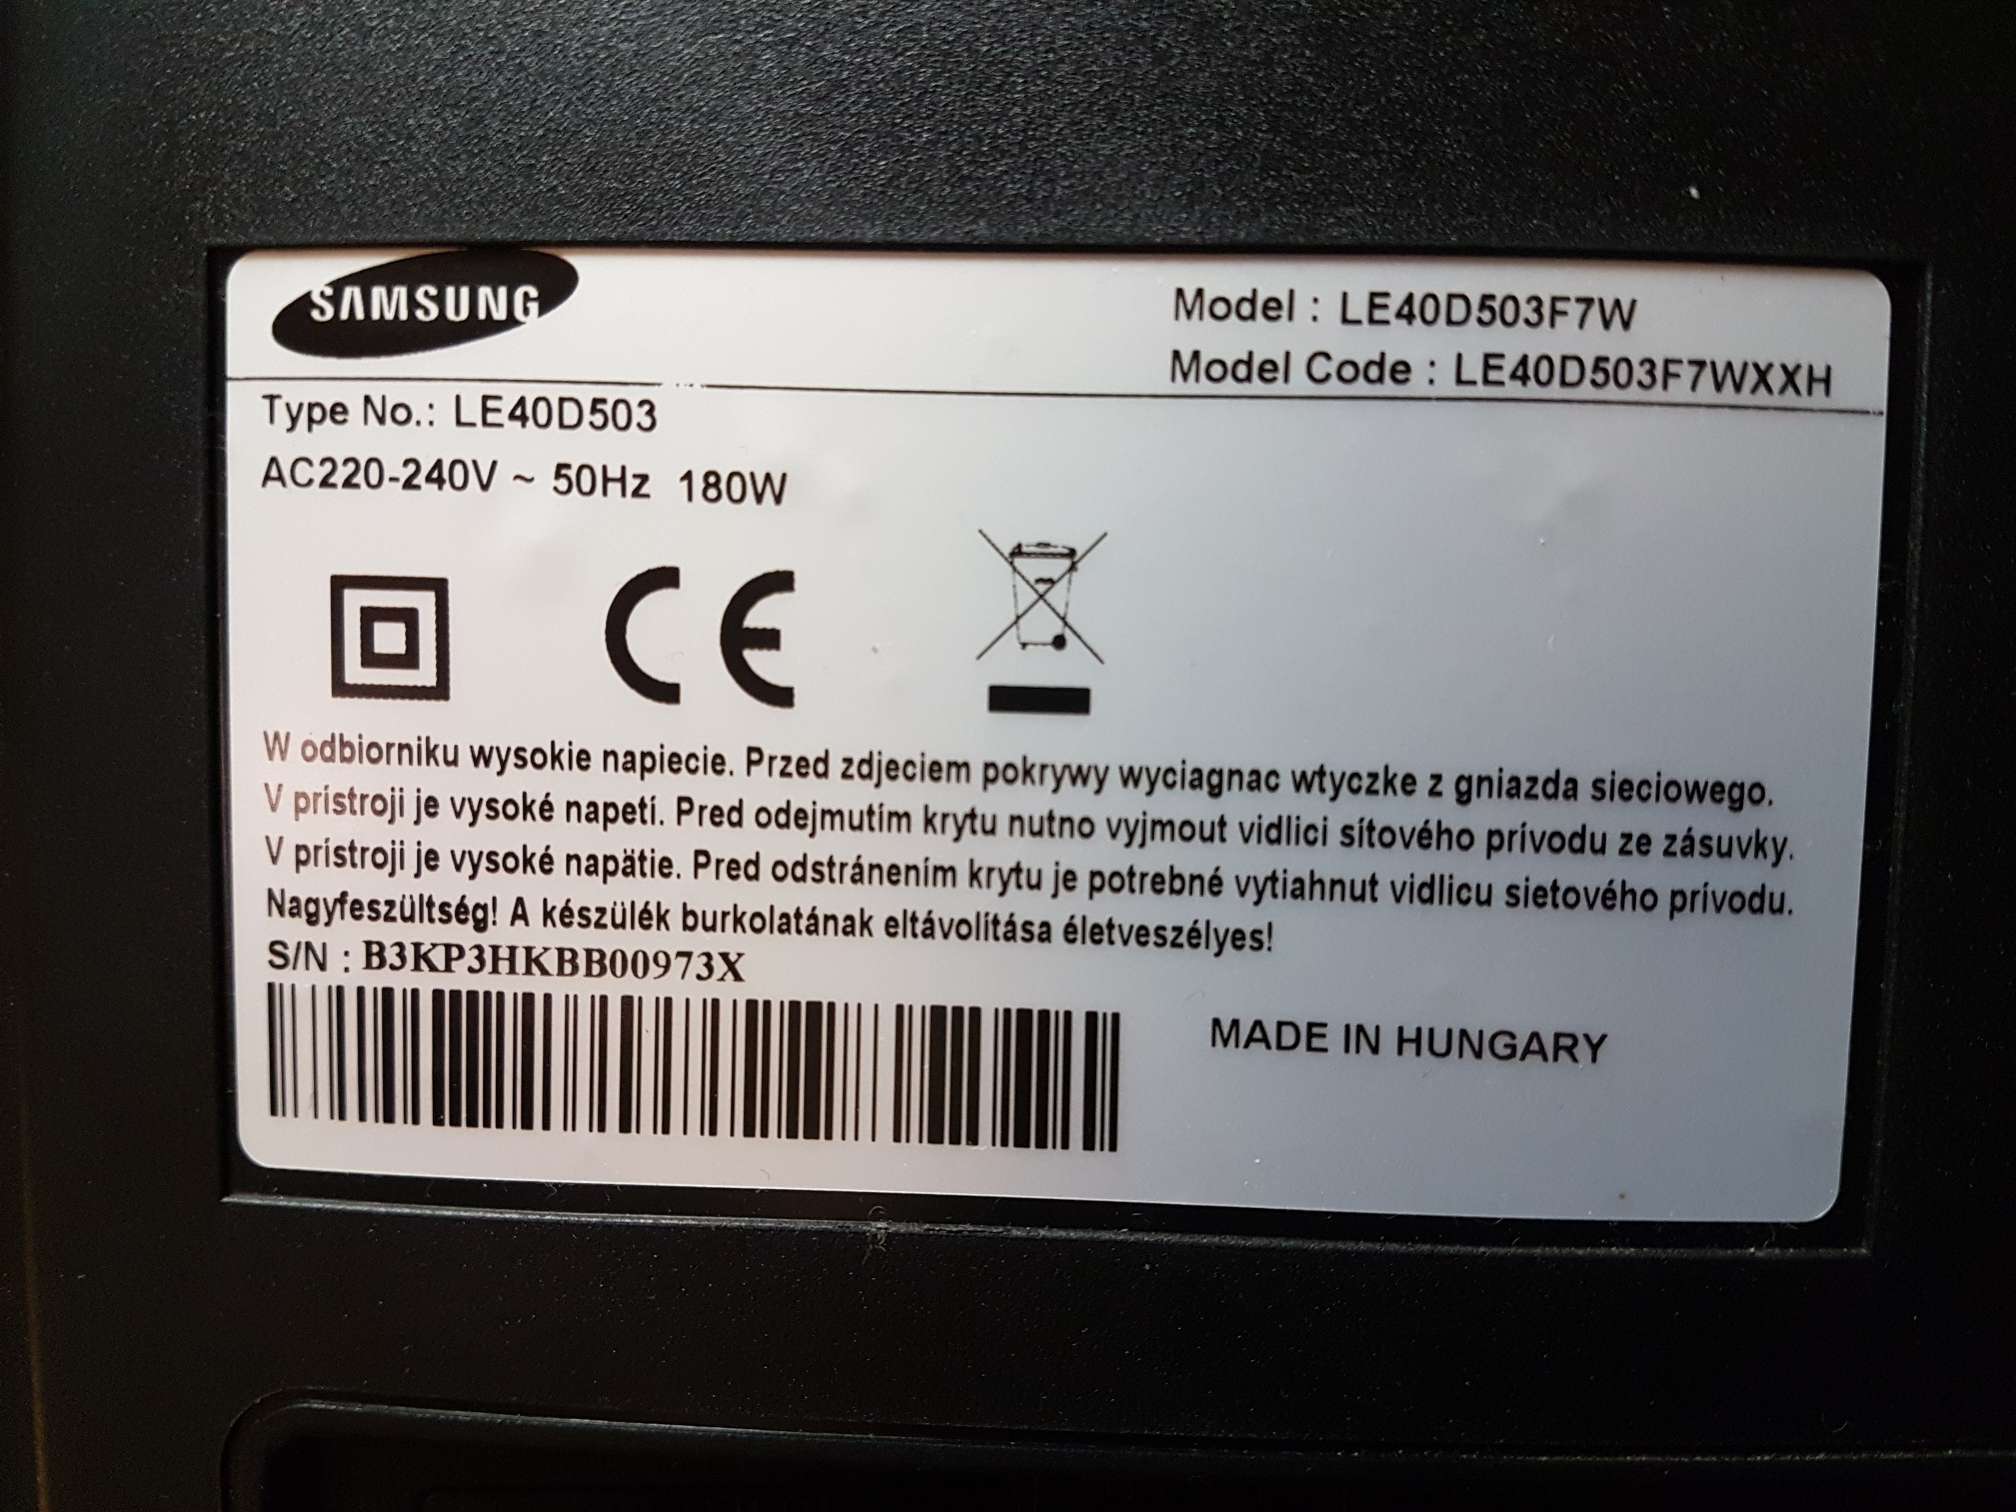 SAMSUNG
Model : LE40D503F7W
Model Code : LE40D503F7WXXH
Type No.: LE40D503
AC220-240V ~ 50Hz 180W
CE
W odbiorniku wysokie napiecie. Przed zdjeciem pokrywy wyciagnac wtyczke z gniazda sieciowego.
V prístroji je vysoké napetí. Pred odejmutím krytu nutno vyjmout vidlici sítového prívodu ze zásuvky.
V prístroji je vysoké napätie. Pred odstránením krytu je potrebné vytiahnut vidlicu sietového prívodu.
Nagyfeszültség! A készülék burkolatának eltávolítása életveszélyes!
S/N : B3KP3HKBB00973X
MADE IN HUNGARY